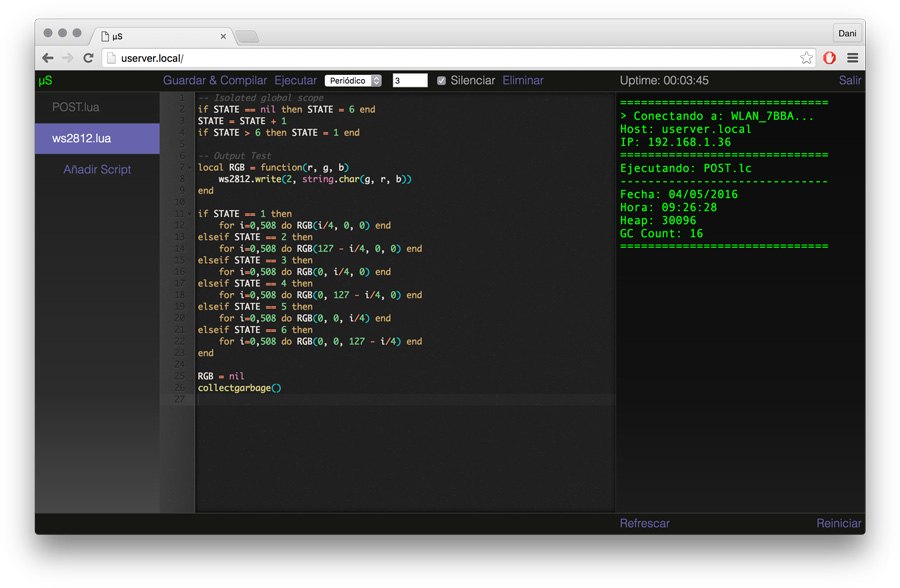 µS
Dani
userver.local/
µS
Guardar & Compilar Ejecutar Periódico 3 Silenciar Eliminar
Uptime: 00:03:45
Salir
POST.lua
ws2812.lua
Añadir Script
1 -- Isolated global scope
2 if STATE == nil then STATE = 6 end
3 STATE = STATE + 1
4 if STATE > 6 then STATE = 1 end
5
6 -- Output Test
7 local RGB = function(r, g, b)
8 ws2812.write(2, string.char(g, r, b))
9 end
10
11 if STATE == 1 then
12 for i=0,508 do RGB(i/4, 0, 0) end
13 elseif STATE == 2 then
14 for i=0,508 do RGB(127 - i/4, 0, 0) end
15 elseif STATE == 3 then
16 for i=0,508 do RGB(0, i/4, 0) end
17 elseif STATE == 4 then
18 for i=0,508 do RGB(0, 127 - i/4, 0) end
19 elseif STATE == 5 then
20 for i=0,508 do RGB(0, 0, i/4) end
21 elseif STATE == 6 then
22 for i=0,508 do RGB(0, 0, 127 - i/4) end
23 end
24
25 RGB = nil
26 collectgarbage()
27
==============================
> Conectando a: WLAN_7BBA...
Host: userver.local
IP: 192.168.1.36
==============================
Ejecutando: POST.lc
------------------------------
Fecha: 04/05/2016
Hora: 09:26:28
Heap: 30096
GC Count: 16
==============================
Refrescar
Reiniciar